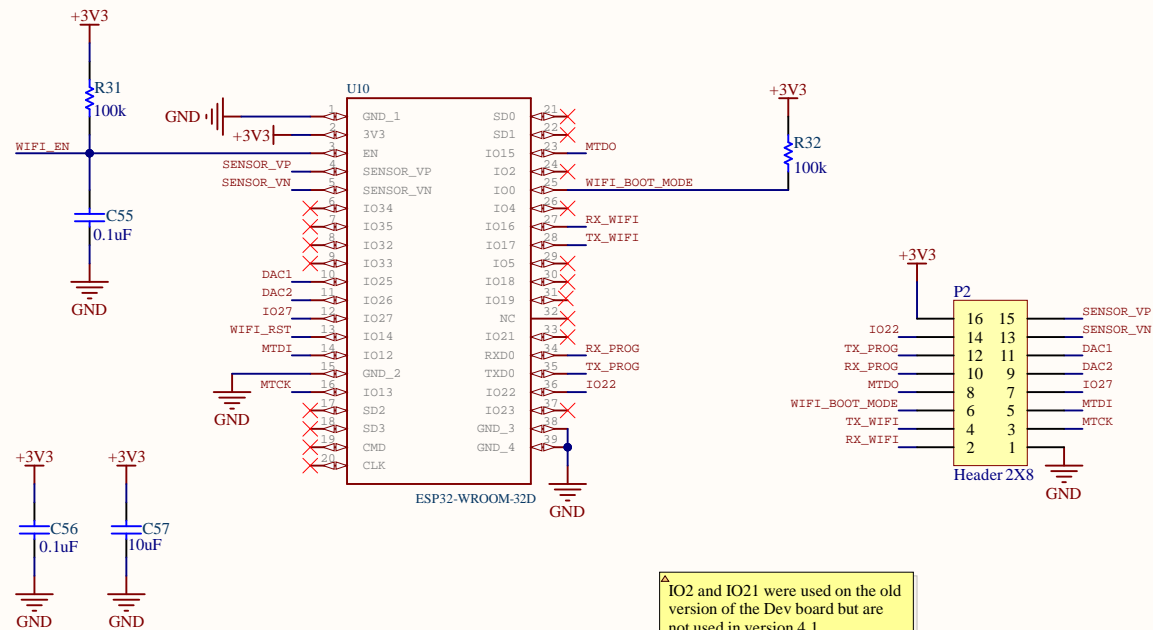 +3V3
R31
100k
WIFI_EN
C55
0.1uF
GND
U10
GND
+3V3
SENSOR_VP
SENSOR_VN
DAC1
DAC2
IO27
WIFI_RST
MTDI
GND
MTCK
1 GND_1
2 3V3
3 EN
4 SENSOR_VP
5 SENSOR_VN
6 IO34
7 IO35
8 IO32
9 IO33
10 IO25
11 IO26
12 IO27
13 IO14
14 IO12
15 GND_2
16 IO13
17 SD2
18 SD3
19 CMD
20 CLK
SD0 21
SD1 22
IO15 23 MTDO
IO2 24
IO0 25 WIFI_BOOT_MODE
IO4 26
IO16 27 RX_WIFI
IO17 28 TX_WIFI
IO5 29
IO18 30
IO19 31
NC 32
IO21 33
RXD0 34 RX_PROG
TXD0 35 TX_PROG
IO22 36 IO22
IO23 37
GND_3 38
GND_4 39
ESP32-WROOM-32D
GND
+3V3
R32
100k
+3V3
P2
16 15 SENSOR_VP
IO22 14 13 SENSOR_VN
TX_PROG 12 11 DAC1
RX_PROG 10 9 DAC2
MTDO 8 7 IO27
WIFI_BOOT_MODE 6 5 MTDI
TX_WIFI 4 3 MTCK
RX_WIFI 2 1
Header 2X8
GND
+3V3
C56
0.1uF
GND
+3V3
C57
10uF
GND
IO2 and IO21 were used on the old
version of the Dev board but are
not used in version 4.1